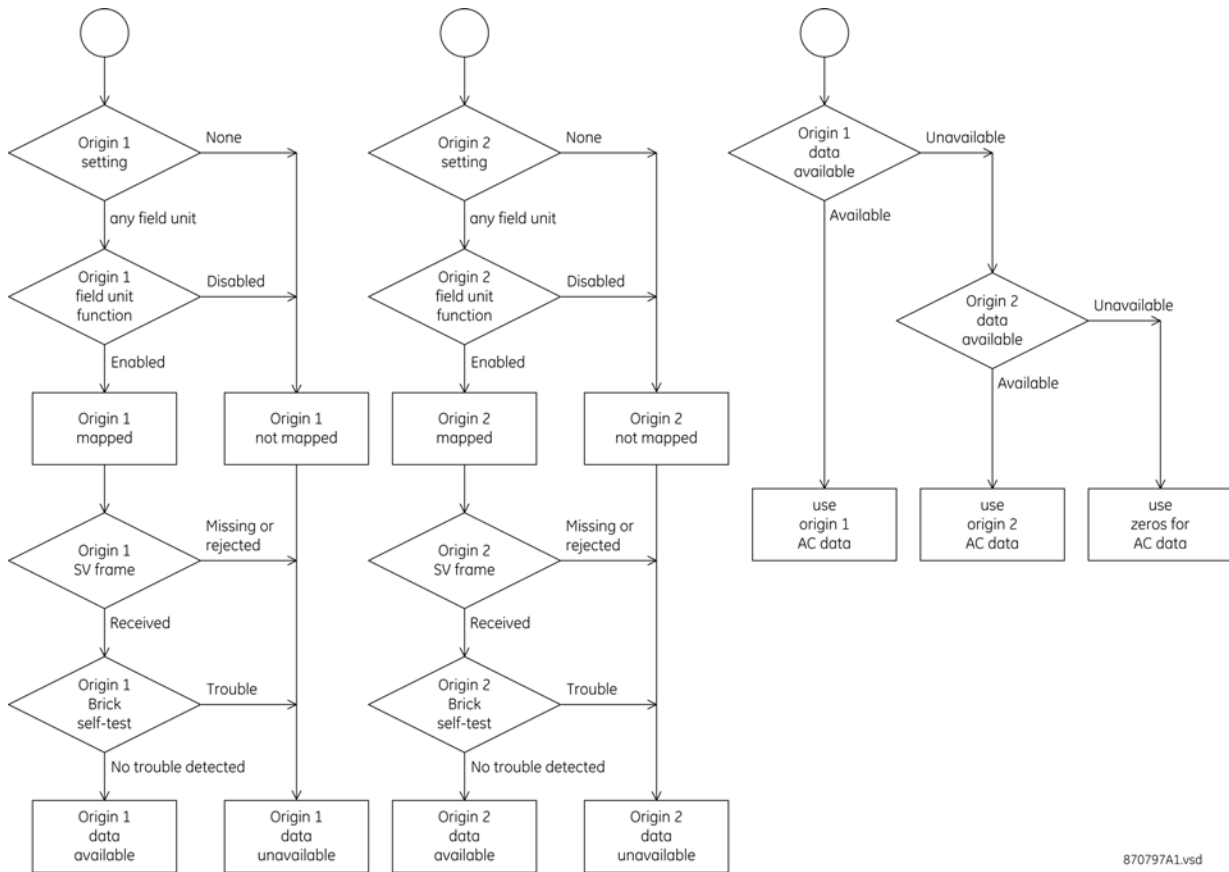 Origin 1
setting
None
any field unit
Origin 1
field unit
function
Disabled
Enabled
Origin 1
mapped
Origin 1
not mapped
Origin 1
SV frame
Missing or
rejected
Received
Origin 1
Brick
self-test
Trouble
No trouble detected
Origin 1
data
available
Origin 1
data
unavailable
Origin 2
setting
None
any field unit
Origin 2
field unit
function
Disabled
Enabled
Origin 2
mapped
Origin 2
not mapped
Origin 2
SV frame
Missing or
rejected
Received
Origin 2
Brick
self-test
Trouble
No trouble detected
Origin 2
data
available
Origin 2
data
unavailable
Origin 1
data
available
Unavailable
Available
Origin 2
data
available
Unavailable
Available
use
origin 1
AC data
use
origin 2
AC data
use
zeros for
AC data
870797A1.vsd